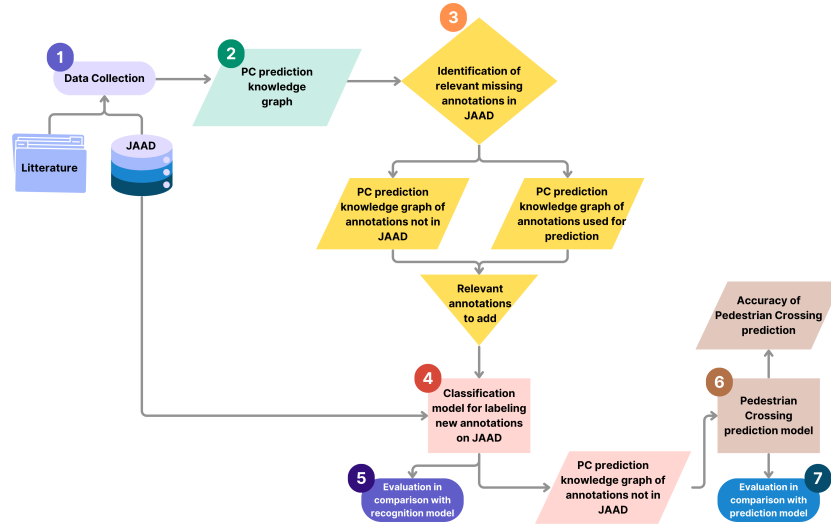 1
Data Collection
2
PC prediction
knowledge
graph
3
Identification of
relevant missing
annotations in
JAAD
Litterature
JAAD
PC prediction
knowledge graph of
annotations not in
JAAD
PC prediction
knowledge graph of
annotations used for
prediction
Relevant
annotations
to add
Accuracy of
Pedestrian Crossing
prediction
4
Classification
model for labeling
new annotations
on JAAD
6
Pedestrian
Crossing
prediction model
5
Evaluation in
comparison with
recognition model
PC prediction
knowledge graph of
annotations not in
JAAD
7
Evaluation in
comparison with
prediction model